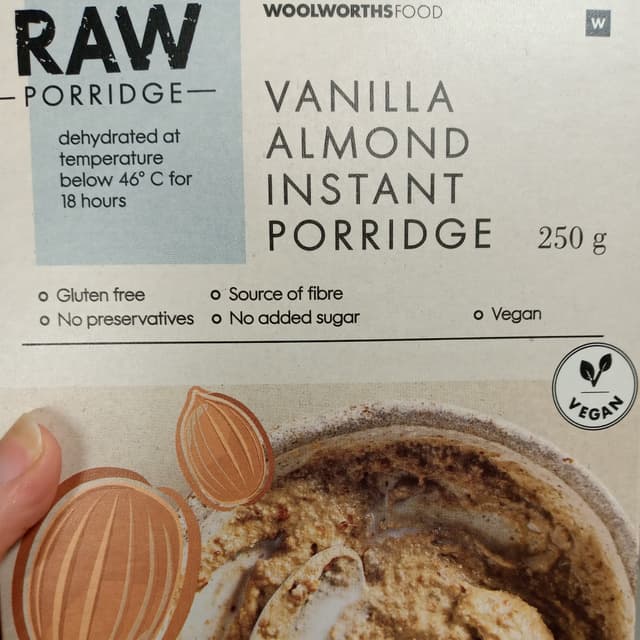 RAW
PORRIDGE
dehydrated at
temperature
below 46° C for
18 hours
WOOLWORTHSFOOD
W
VANILLA
ALMOND
INSTANT
PORRIDGE
250 g
o Gluten free
o No preservatives
o Source of fibre
o No added sugar
o Vegan
VEGAN